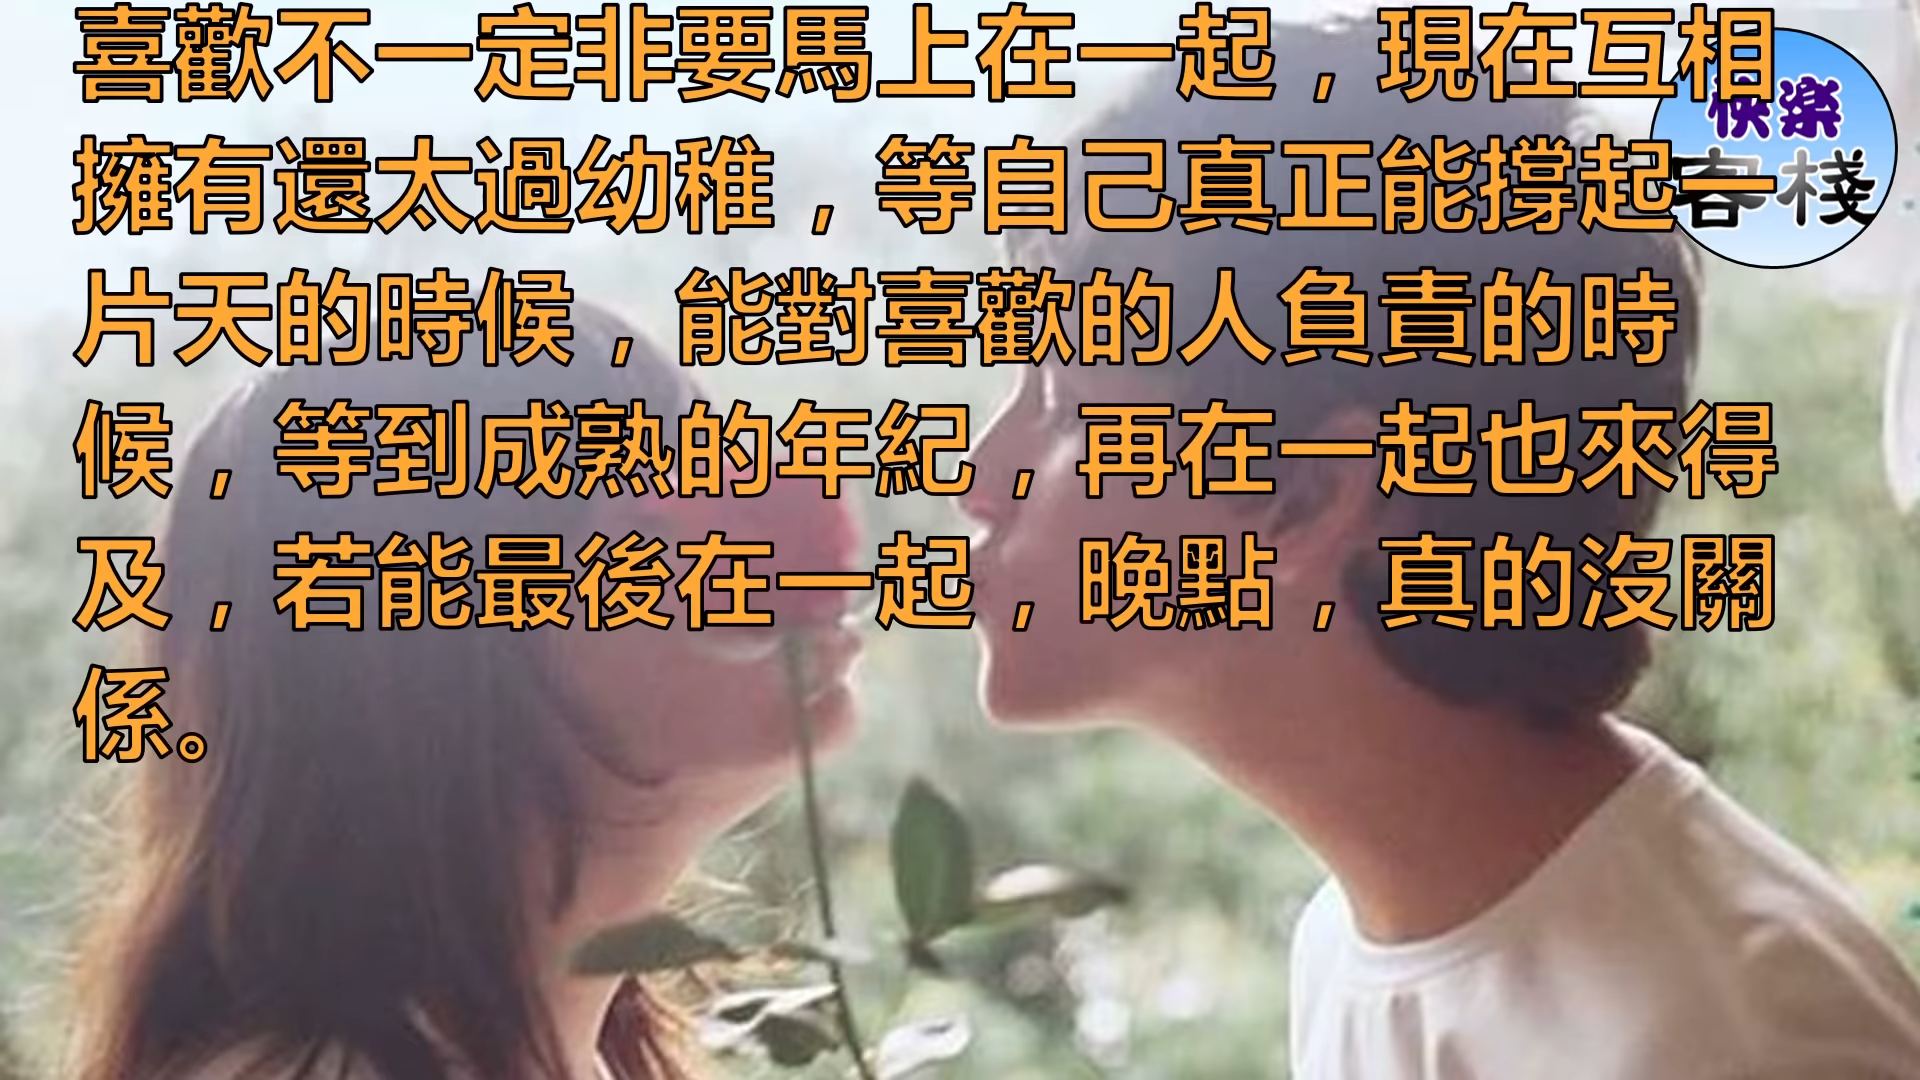 喜歡不一定非要馬上在一起，現在互相
擁有還太過幼稚，等自己真正能撐起一
片天的時候，能對喜歡的人負責的時
候，等到成熟的年紀，再在一起也來得
及，若能最後在一起，晚點，真的沒關
係。
快樂
客棧